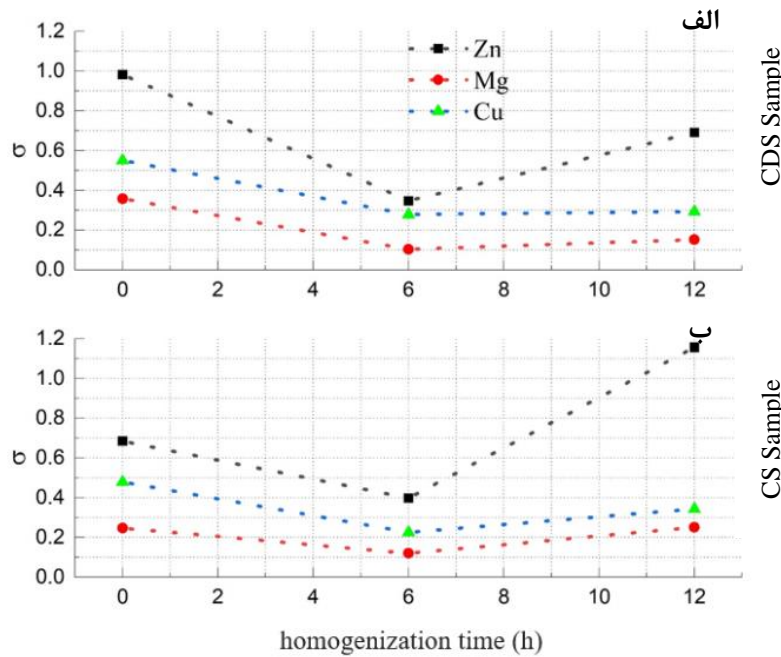 الف
1.2
1.0
0.8
0.6
0.4
0.2
0.0
σ
Zn
Mg
Cu
0 2 4 6 8 10 12
CDS Sample
ب
1.2
1.0
0.8
0.6
0.4
0.2
0.0
σ
0 2 4 6 8 10 12
CS Sample
homogenization time (h)